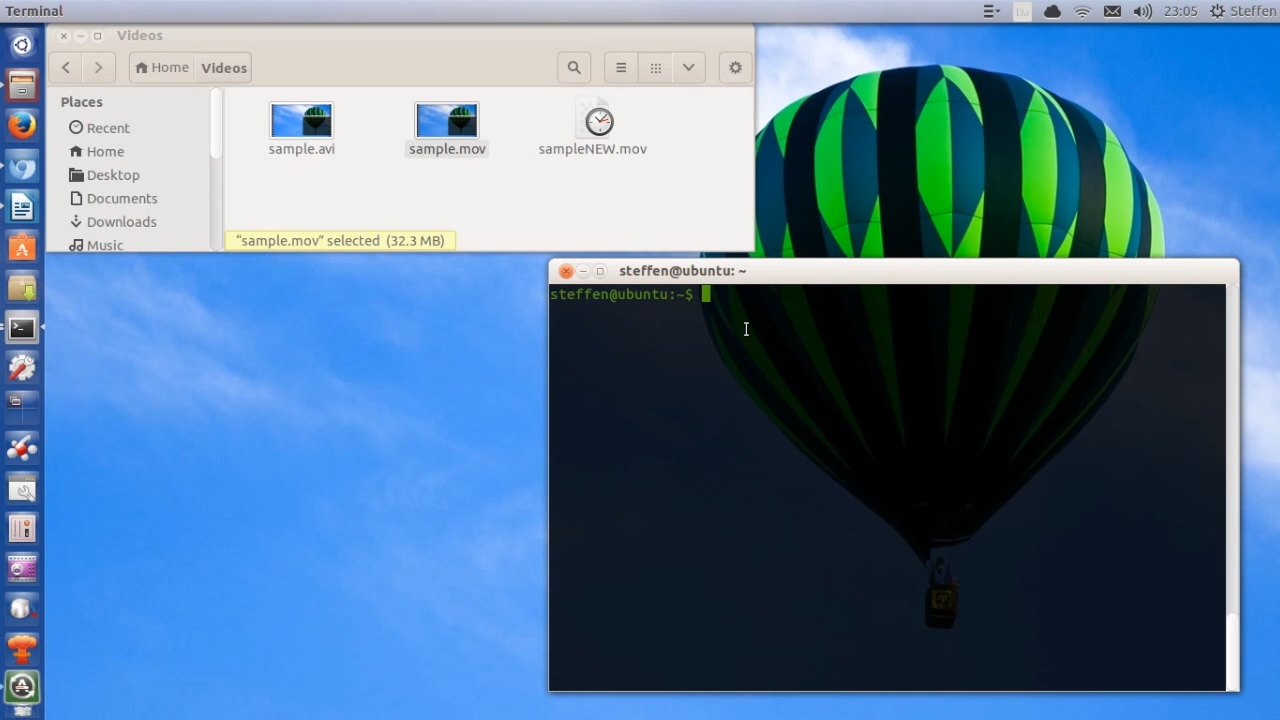 Terminal
23:05 Steffen
Videos
Home Videos
Places
Recent
Home
Desktop
Documents
Downloads
Music
sample.avi sample.mov sampleNEW.mov
"sample.mov" selected (32.3 MB)
steffen@ubuntu: ~
steffen@ubuntu:~$